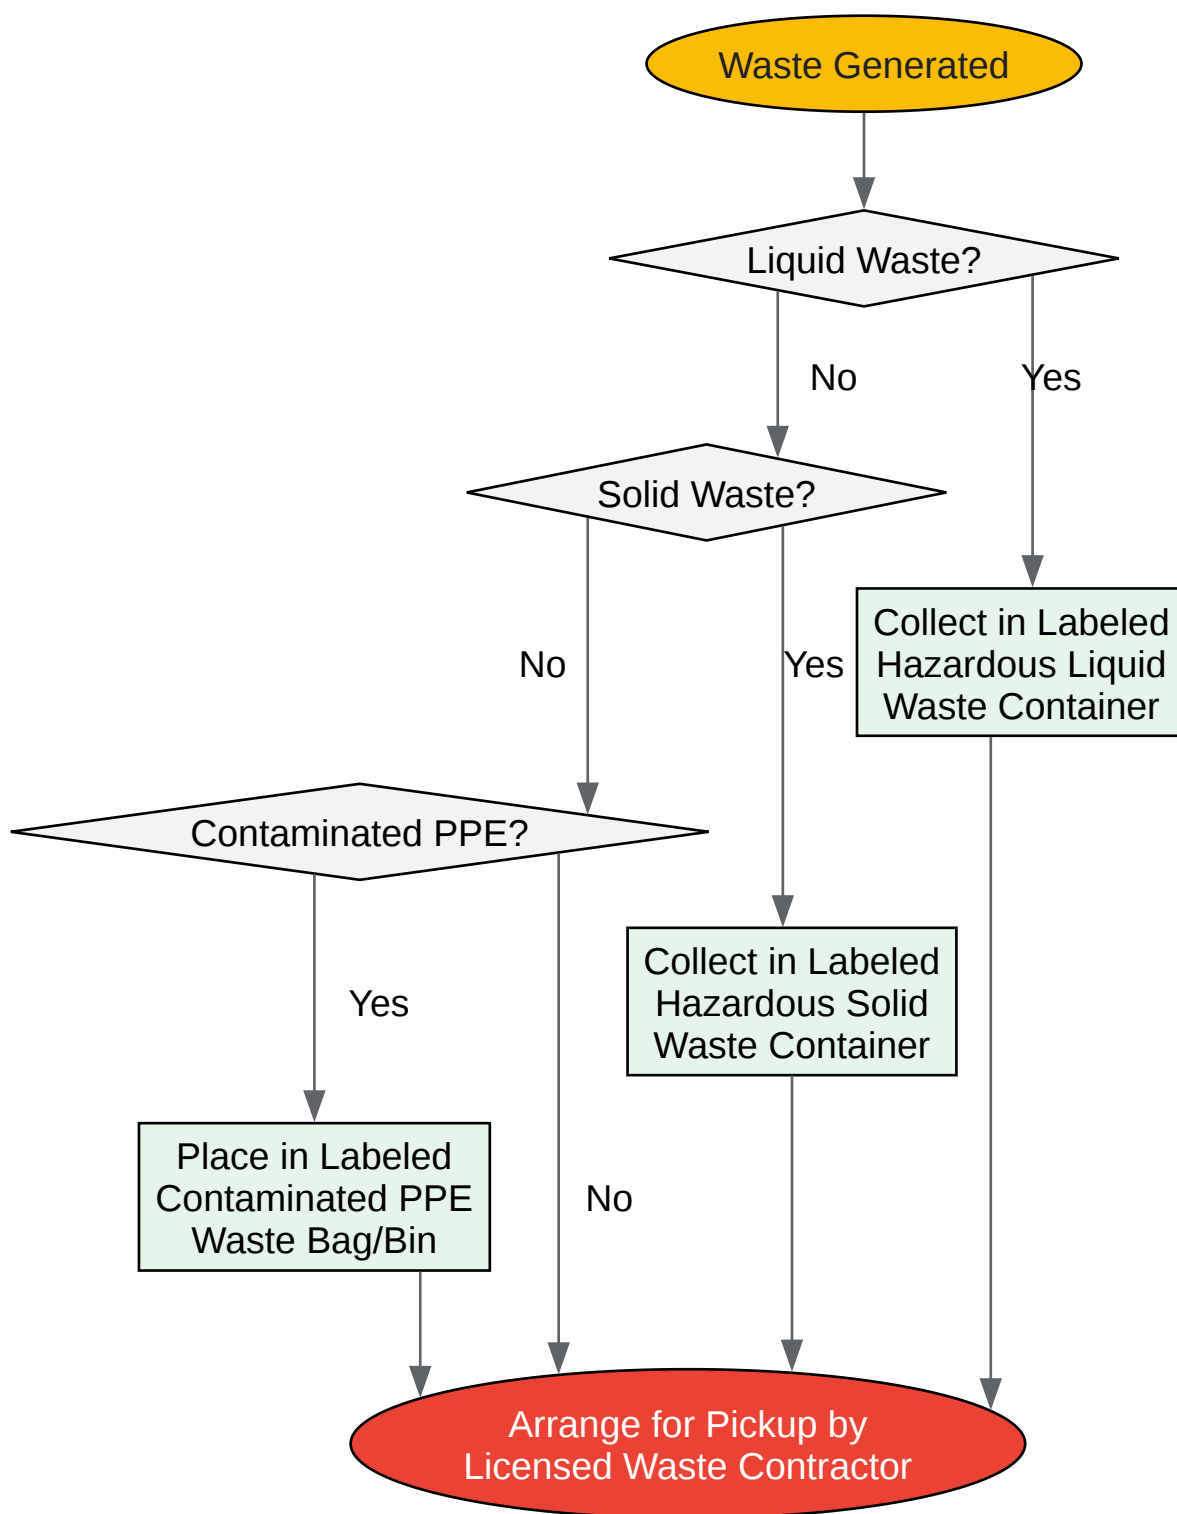 Waste Generated
Liquid Waste?
No
Yes
Solid Waste?
No
Yes
Collect in Labeled
Hazardous Liquid
Waste Container
Contaminated PPE?
Yes
No
Collect in Labeled
Hazardous Solid
Waste Container
Place in Labeled
Contaminated PPE
Waste Bag/Bin
Arrange for Pickup by
Licensed Waste Contractor